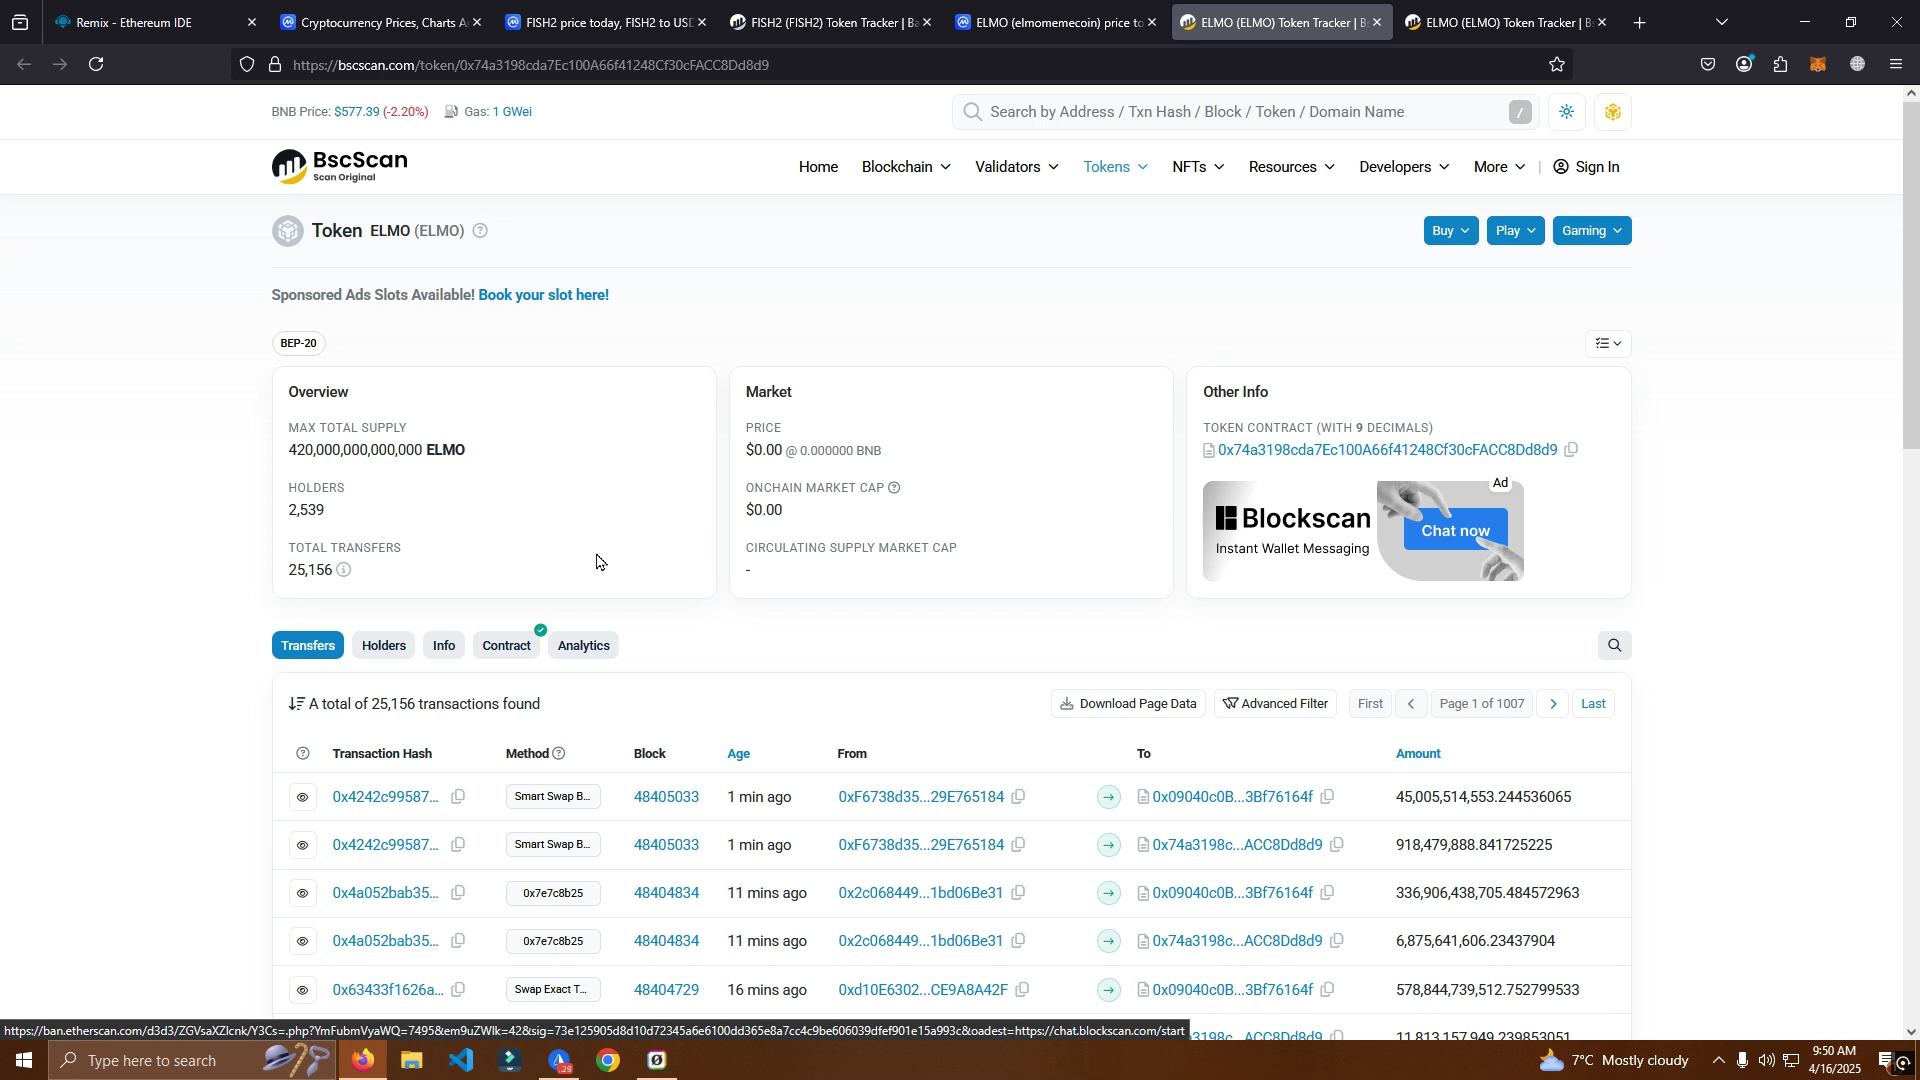 Remix - Ethereum IDE
Cryptocurrency Prices, Charts A
FISH2 price today, FISH2 to USD
FISH2 (FISH2) Token Tracker | Ba
ELMO (elmomemecoin) price to
ELMO (ELMO) Token Tracker | B
ELMO (ELMO) Token Tracker | B
https://bscscan.com/token/0x74a3198cda7Ec100A66f41248Cf30cFACC8Dd8d9
BNB Price: $577.39 (-2.20%)
Gas: 1 GWei
Search by Address / Txn Hash / Block / Token / Domain Name
/
BscScan
Scan Original
Home
Blockchain
Validators
Tokens
NFTs
Resources
Developers
More
Sign In
Token ELMO (ELMO)
Buy
Play
Gaming
Sponsored Ads Slots Available! Book your slot here!
BEP-20
Overview
MAX TOTAL SUPPLY
420,000,000,000,000 ELMO
HOLDERS
2,539
TOTAL TRANSFERS
25,156
Market
PRICE
$0.00 @ 0.000000 BNB
ONCHAIN MARKET CAP
$0.00
CIRCULATING SUPPLY MARKET CAP
-
Other Info
TOKEN CONTRACT (WITH 9 DECIMALS)
0x74a3198cda7Ec100A66f41248Cf30cFACC8Dd8d9
Ad
Blockscan
Instant Wallet Messaging
Chat now
Transfers
Holders
Info
Contract
Analytics
A total of 25,156 transactions found
Download Page Data
Advanced Filter
First
Page 1 of 1007
Last
Transaction Hash Method Block Age From To Amount
0x4242c99587... Smart Swap B... 48405033 1 min ago 0xF6738d35...29E765184 0x09040c0B...3Bf76164f 45,005,514,553.244536065
0x4242c99587... Smart Swap B... 48405033 1 min ago 0xF6738d35...29E765184 0x74a3198c...ACC8Dd8d9 918,479,888.841725225
0x4a052bab35... 0x7e7c8b25 48404834 11 mins ago 0x2c068449...1bd06Be31 0x09040c0B...3Bf76164f 336,906,438,705.484572963
0x4a052bab35... 0x7e7c8b25 48404834 11 mins ago 0x2c068449...1bd06Be31 0x74a3198c...ACC8Dd8d9 6,875,641,606.23437904
0x63433f1626a... Swap Exact T... 48404729 16 mins ago 0xd10E6302...CE9A8A42F 0x09040c0B...3Bf76164f 578,844,739,512.752799533
3198c...ACC8Dd8d9 11,813,157,949.239853051
https://ban.etherscan.com/d3d3/ZGVsaXZlcnk/Y3Cs=.php?YmFubmVyaWQ=7495&em9uZWlk=42&sig=73e125905d8d10d72345a6e6100dd365e8a7cc4c9be606039dfef901e15a993c&oadest=https://chat.blockscan.com/start
Type here to search
29
7°C Mostly cloudy
9:50 AM
4/16/2025